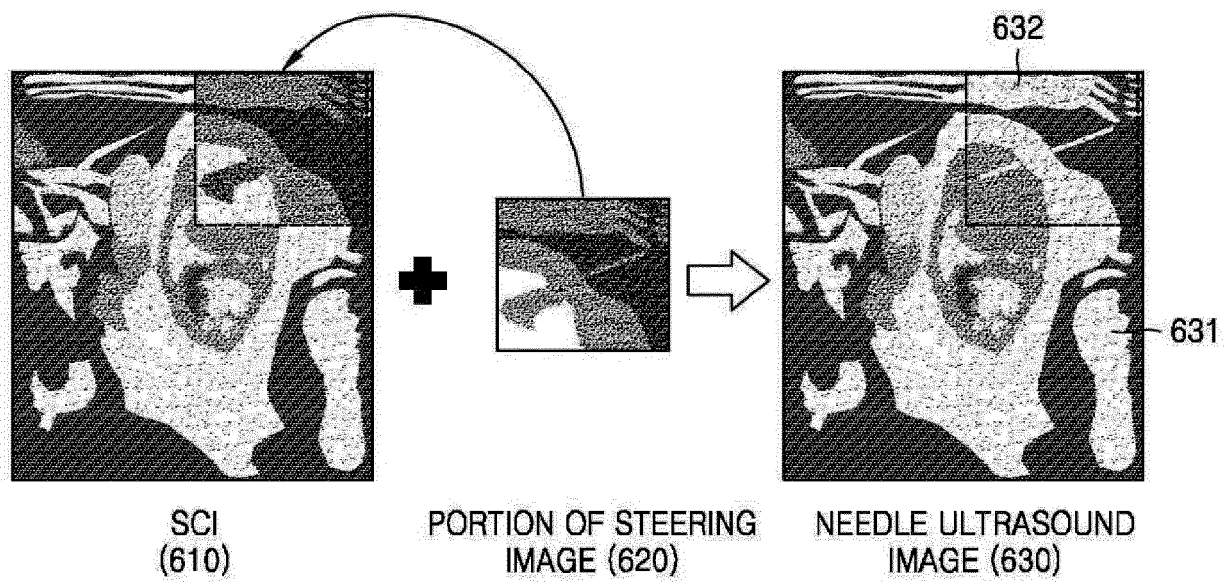 632
631
SCI
(610)
PORTION OF STEERING
IMAGE (620)
NEEDLE ULTRASOUND
IMAGE (630)